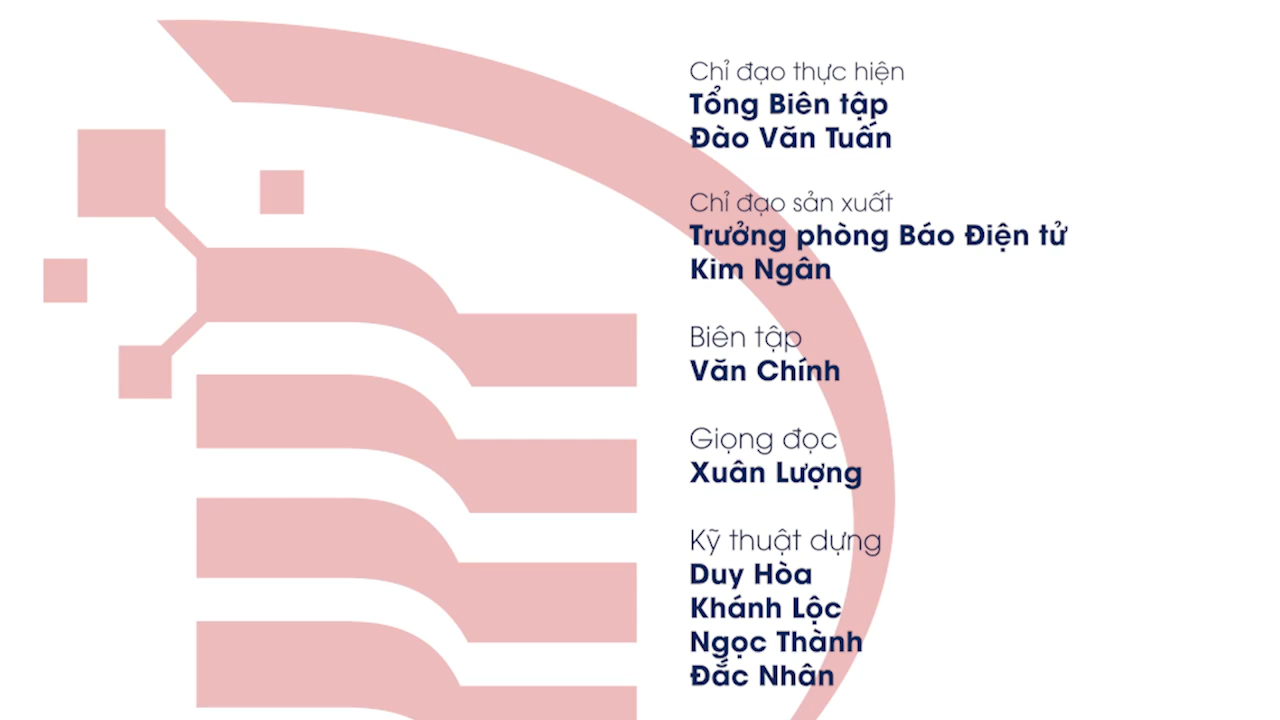 Chỉ đạo thực hiện
Tổng Biên tập
Đào Văn Tuấn
Chỉ đạo sản xuất
Trưởng phòng Báo Điện tử
Kim Ngân
Biên tập
Văn Chính
Giọng đọc
Xuân Lượng
Kỹ thuật dựng
Duy Hòa
Khánh Lộc
Ngọc Thành
Đắc Nhân